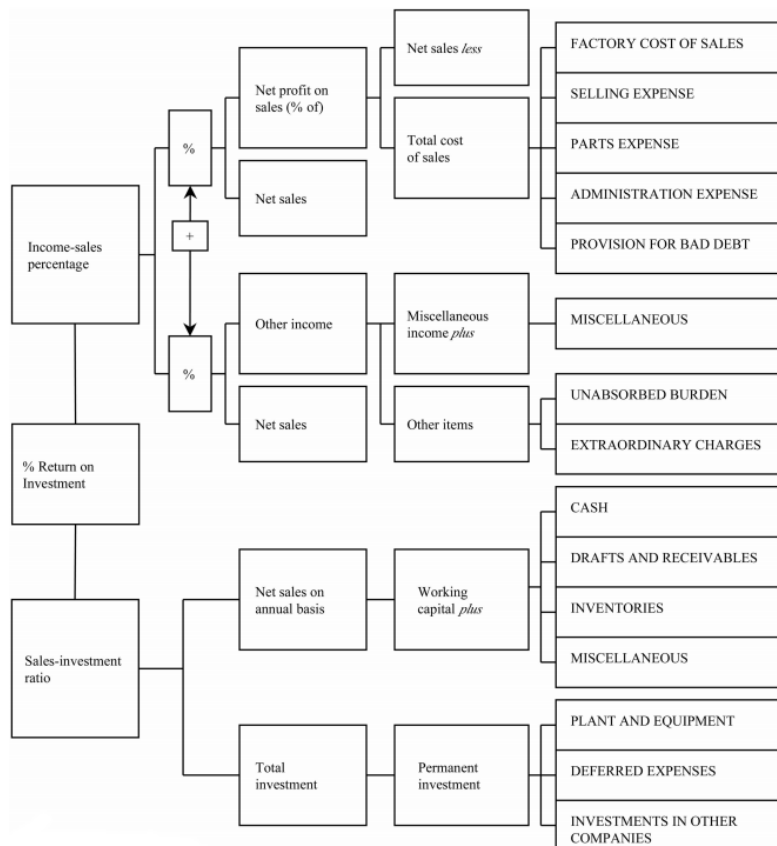 Net sales less
FACTORY COST OF SALES
Net profit on
sales (% of)
SELLING EXPENSE
%
Total cost
of sales
PARTS EXPENSE
Net sales
ADMINISTRATION EXPENSE
Income-sales
percentage
+
PROVISION FOR BAD DEBT
Other income
Miscellaneous
income plus
MISCELLANEOUS
%
UNABSORBED BURDEN
Net sales
Other items
EXTRAORDINARY CHARGES
% Return on
Investment
CASH
Net sales on
annual basis
Working
capital plus
DRAFTS AND RECEIVABLES
INVENTORIES
Sales-investment
ratio
MISCELLANEOUS
PLANT AND EQUIPMENT
Total
investment
Permanent
investment
DEFERRED EXPENSES
INVESTMENTS IN OTHER
COMPANIES